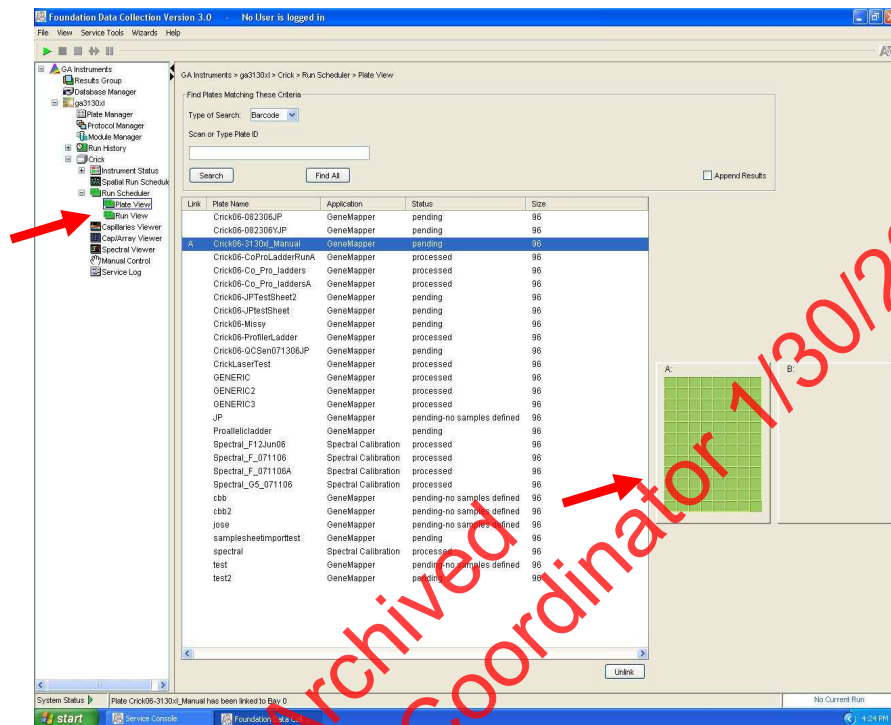 Foundation Data Collection Version 3.0 - No User is logged in
File View Service Tools Wizards Help
GA Instruments
Results Group
Database Manager
ga3130xl
Plate Manager
Protocol Manager
Module Manager
Run History
Crick
Instrument Status
Spatial Run Schedule
Run Scheduler
Plate View
Run View
Capillaries Viewer
Cap/Array Viewer
Spectral Viewer
Manual Control
Service Log
GA Instruments > ga3130xl > Crick > Run Scheduler > Plate View
Find Plates Matching These Criteria
Type of Search: Barcode
Scan or Type Plate ID
Search Find All Append Results
Link Plate Name Application Status Size
Crick06-082306JP GeneMapper pending 96
Crick06-082306YJP GeneMapper pending 96
A Crick06-3130xl_Manual GeneMapper pending 96
Crick06-CoProLadderRunA GeneMapper processed 96
Crick06-Co_Pro_ladders GeneMapper processed 96
Crick06-Co_Pro_laddersA GeneMapper processed 96
Crick06-JPTestSheet2 GeneMapper pending 96
Crick06-JPtestSheet GeneMapper pending 96
Crick06-Missy GeneMapper pending 96
Crick06-ProfilerLadder GeneMapper processed 96
Crick06-QCSen071306JP GeneMapper pending 96
CrickLaserTest GeneMapper processed 96
GENERIC GeneMapper processed 96
GENERIC2 GeneMapper processed 96
GENERIC3 GeneMapper processed 96
JP GeneMapper pending-no samples defined 96
Proallelicladder GeneMapper pending 96
Spectral_F12Jun06 Spectral Calibration processed 96
Spectral_F_071106 Spectral Calibration processed 96
Spectral_F_071106A Spectral Calibration processed 96
Spectral_G5_071106 Spectral Calibration processed 96
cbb GeneMapper pending-no samples defined 96
cbb2 GeneMapper pending-no samples defined 96
jose GeneMapper pending-no samples defined 96
samplesheetimporttest GeneMapper pending 96
spectral Spectral Calibration processed 96
test GeneMapper pending-no samples defined 96
test2 GeneMapper pending 96
A: B:
Unlink
System Status Plate Crick06-3130xl_Manual has been linked to Bay 0 No Current Run
start Service Console Foundation Data Coll 4:24 PM
Archived
Coordinator 1/30/2